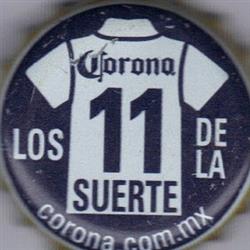 Corona
LOS 11 DE LA
SUERTE
corona.com.mx